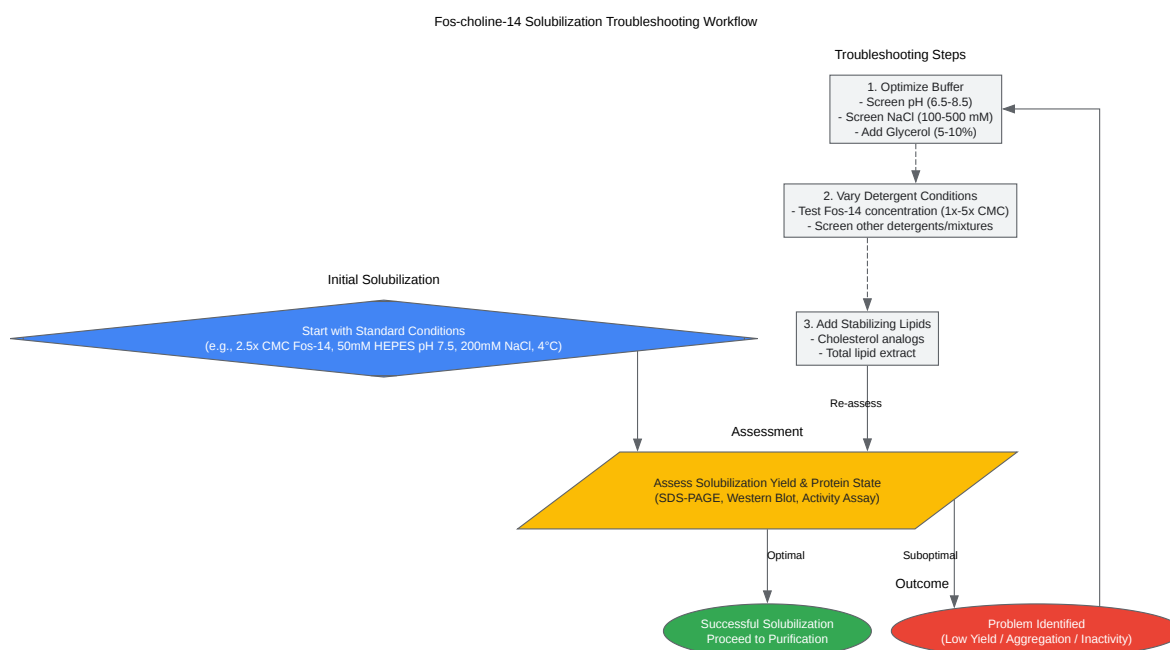 Fos-choline-14 Solubilization Troubleshooting Workflow
Troubleshooting Steps
1. Optimize Buffer
- Screen pH (6.5-8.5)
- Screen NaCl (100-500 mM)
- Add Glycerol (5-10%)
2. Vary Detergent Conditions
- Test Fos-14 concentration (1x-5x CMC)
- Screen other detergents/mixtures
Initial Solubilization
Start with Standard Conditions
(e.g., 2.5x CMC Fos-14, 50mM HEPES pH 7.5, 200mM NaCl, 4°C)
3. Add Stabilizing Lipids
- Cholesterol analogs
- Total lipid extract
Re-assess
Assessment
Assess Solubilization Yield & Protein State
(SDS-PAGE, Western Blot, Activity Assay)
Optimal
Suboptimal
Outcome
Successful Solubilization
Proceed to Purification
Problem Identified
(Low Yield / Aggregation / Inactivity)